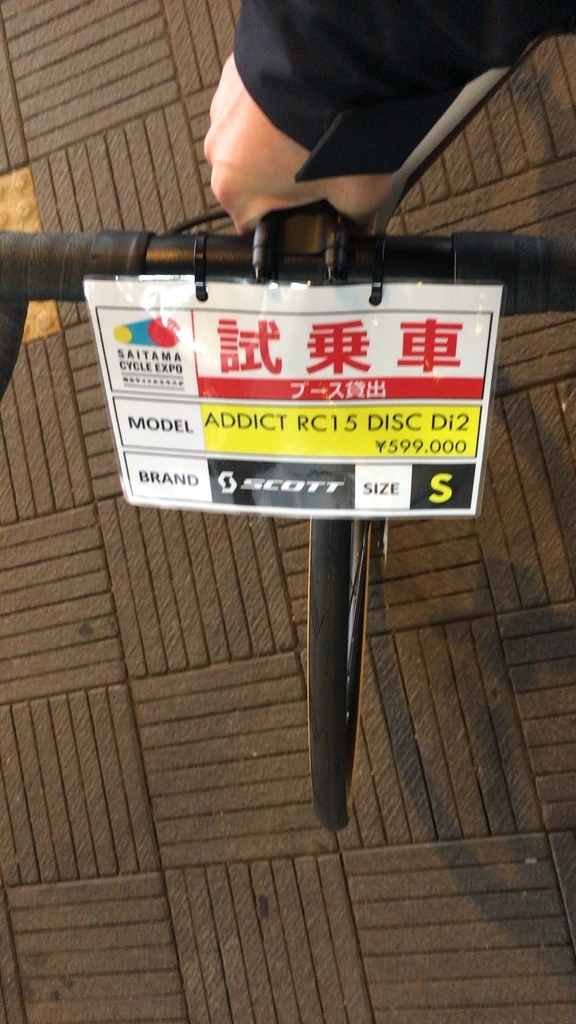 SAITAMA
CYCLE EXPO
試乗車
ブース貸出
MODEL ADDICT RC15 DISC Di2
¥599.000
BRAND SCOTT SIZE S